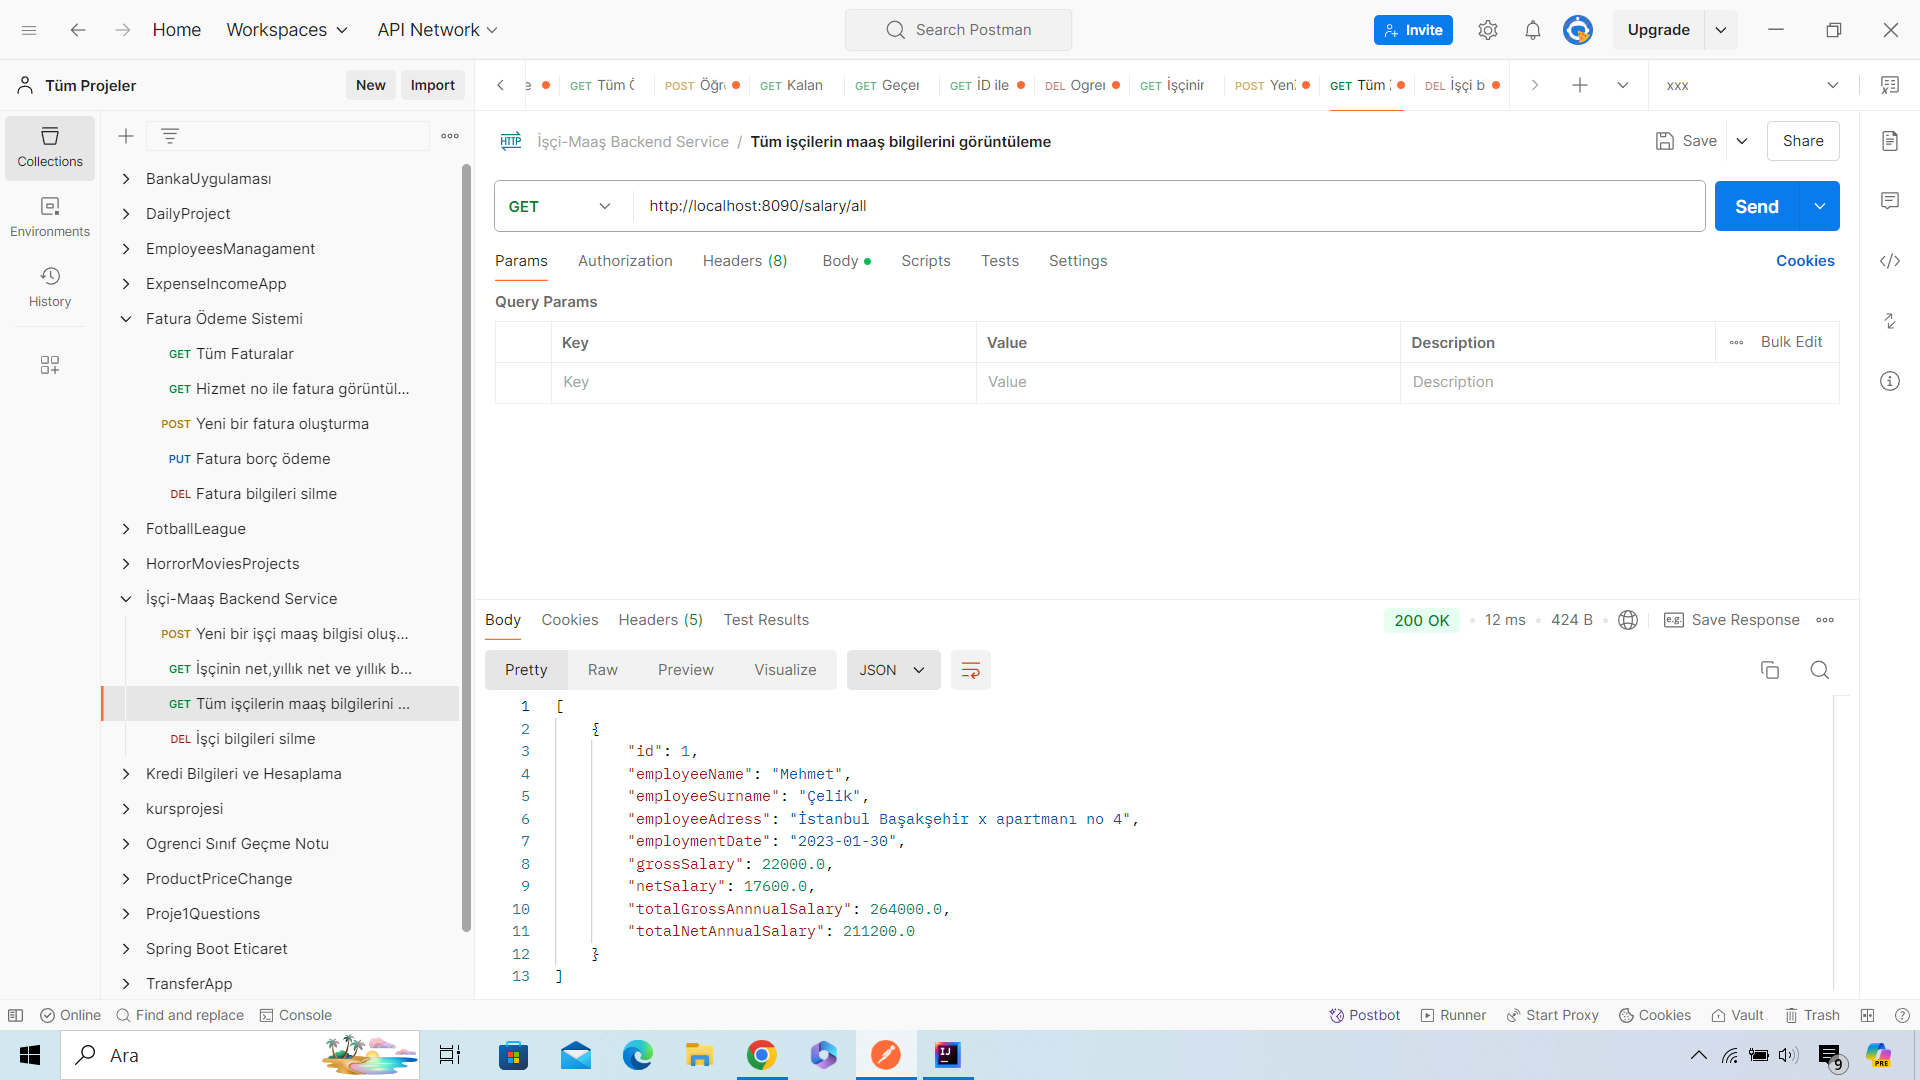 Home
Workspaces
API Network
Search Postman
Invite
Upgrade
Tüm Projeler
New
Import
e
GET Tüm Ö
POST Öğr
GET Kalan
GET Geçer
GET İD ile
DEL Ogrer
GET İşçinir
POST Yeni
GET Tüm
DEL İşçi b
xxx
Collections
Environments
History
BankaUygulaması
DailyProject
EmployeesManagament
ExpenseIncomeApp
Fatura Ödeme Sistemi
GET Tüm Faturalar
GET Hizmet no ile fatura görüntül...
POST Yeni bir fatura oluşturma
PUT Fatura borç ödeme
DEL Fatura bilgileri silme
FotballLeague
HorrorMoviesProjects
İşçi-Maaş Backend Service
POST Yeni bir işçi maaş bilgisi oluş...
GET İşçinin net,yıllık net ve yıllık b...
GET Tüm işçilerin maaş bilgilerini ...
DEL İşçi bilgileri silme
Kredi Bilgileri ve Hesaplama
kursprojesi
Ogrenci Sınıf Geçme Notu
ProductPriceChange
Proje1Questions
Spring Boot Eticaret
TransferApp
HTTP İşçi-Maaş Backend Service / Tüm işçilerin maaş bilgilerini görüntüleme
Save
Share
GET
http://localhost:8090/salary/all
Send
Params
Authorization
Headers (8)
Body
Scripts
Tests
Settings
Cookies
Query Params
Key
Value
Description
Bulk Edit
Key
Value
Description
Body
Cookies
Headers (5)
Test Results
200 OK
12 ms
424 B
e.g. Save Response
Pretty
Raw
Preview
Visualize
JSON
1 [
2 {
3 "id": 1,
4 "employeeName": "Mehmet",
5 "employeeSurname": "Çelik",
6 "employeeAdress": "İstanbul Başakşehir x apartmanı no 4",
7 "employmentDate": "2023-01-30",
8 "grossSalary": 22000.0,
9 "netSalary": 17600.0,
10 "totalGrossAnnnualSalary": 264000.0,
11 "totalNetAnnualSalary": 211200.0
12 }
13 ]
Online
Find and replace
Console
Postbot
Runner
Start Proxy
Cookies
Vault
Trash
Ara
IJ
9
PRE